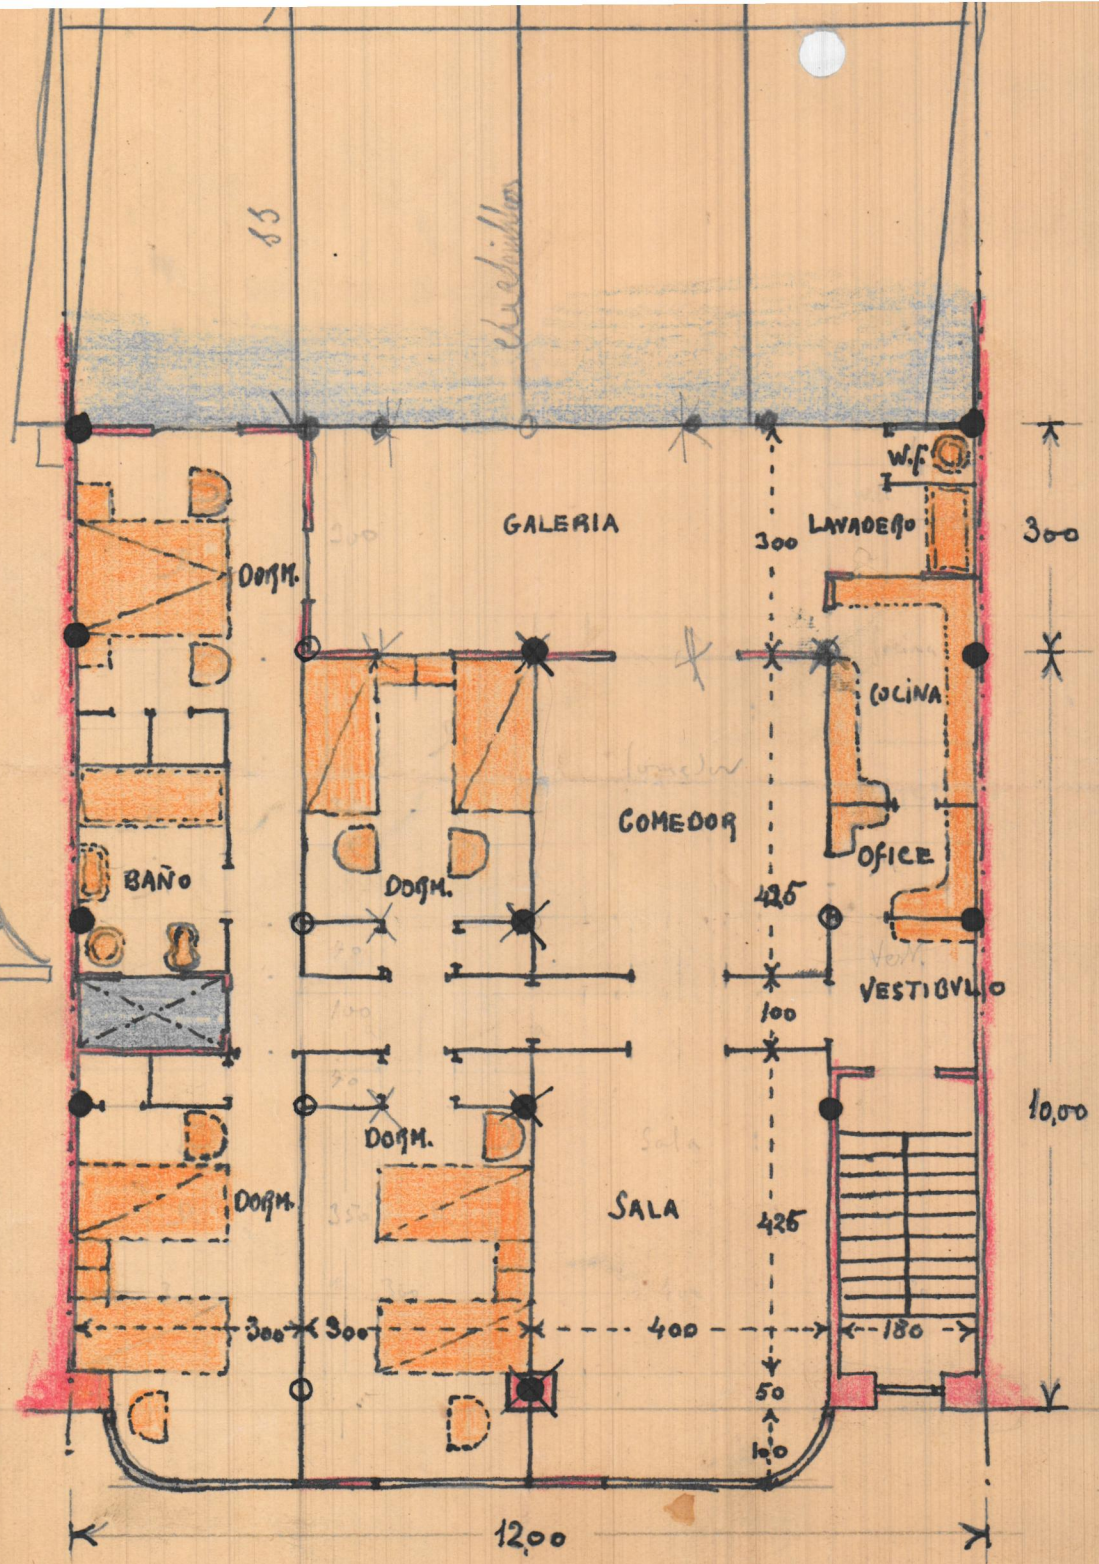 W.F.
GALERIA
LAVADERO
300
300
DORM.
COCINA
COMEDOR
OFICE
BAÑO
DORM.
425
VESTIBULO
100
10,00
DORM.
DORM.
SALA
425
300
300
400
180
50
100
12,00